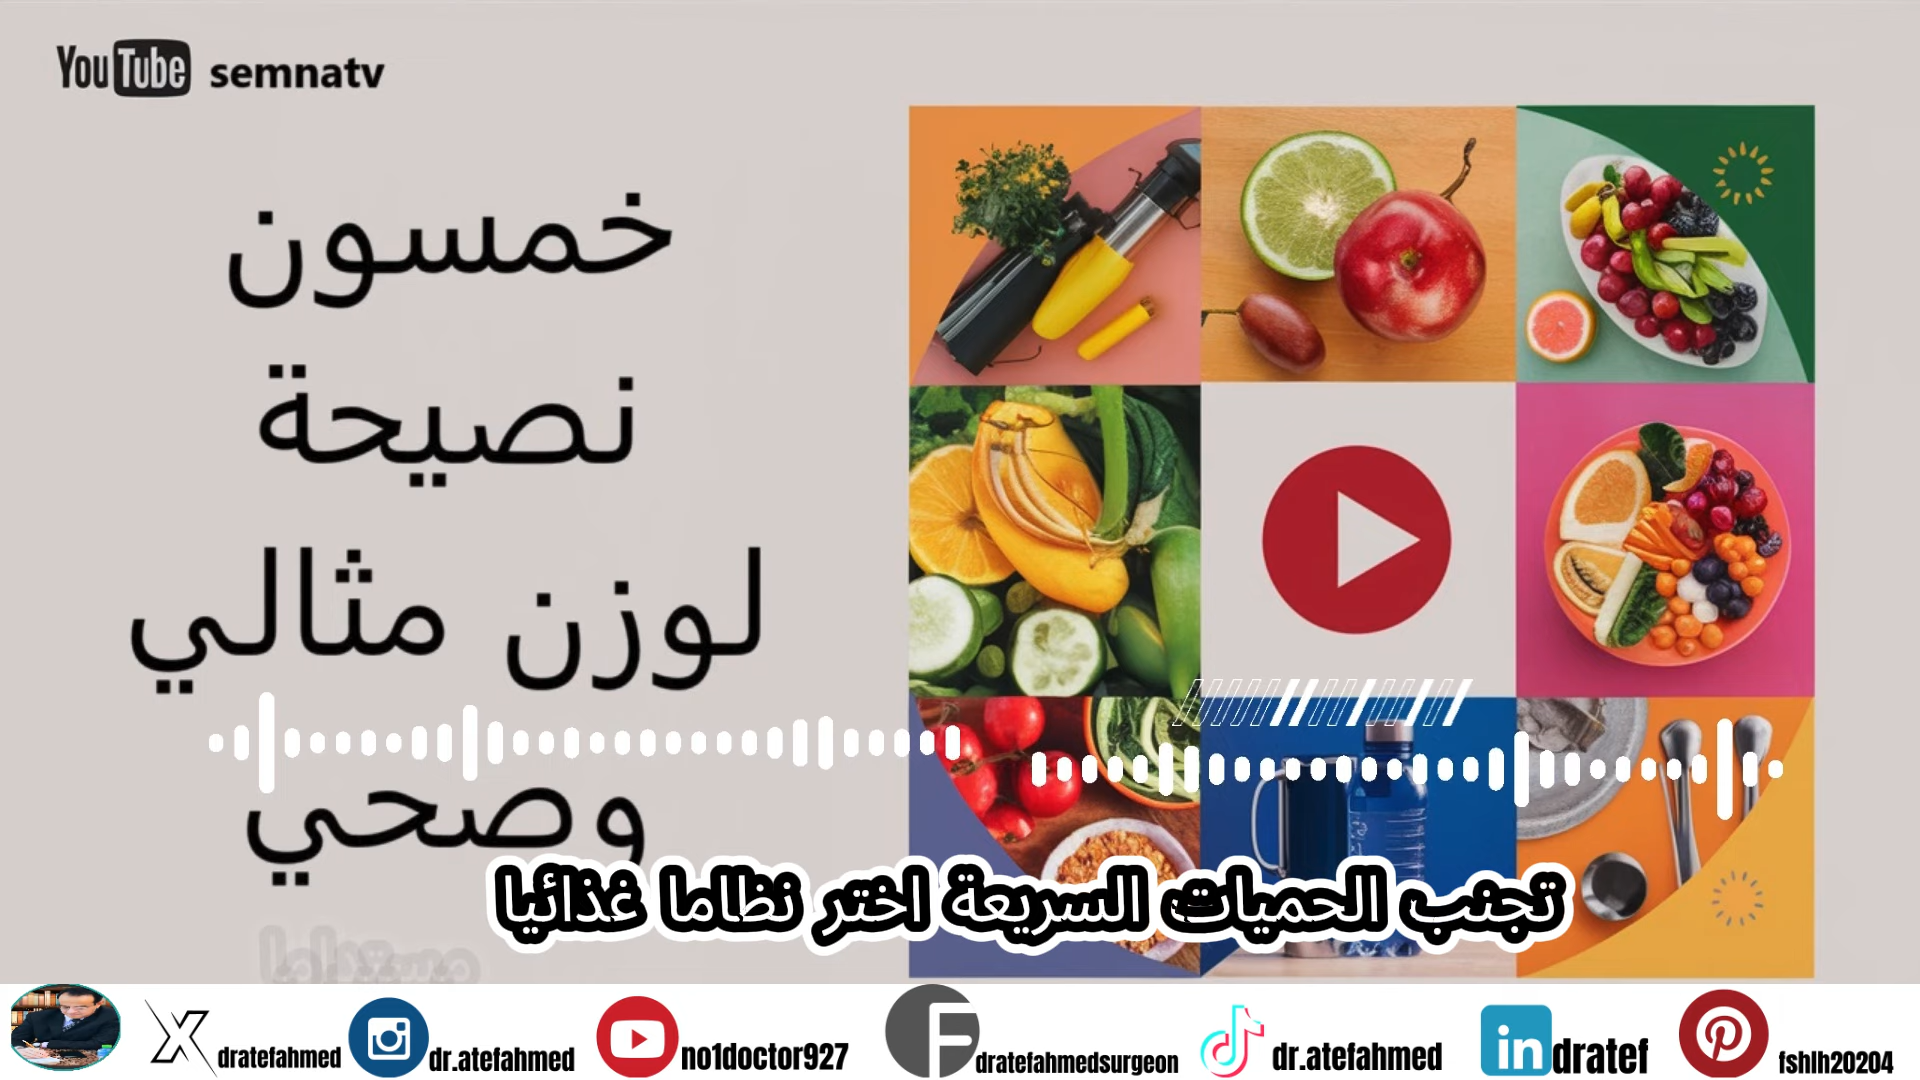 YouTube semnatv
خمسون
نصيحة
لوزن مثالي
وصحي
تجنب الحميات السريعة اختر نظاما غذائيا
مستداما
dratefahmed
dr.atefahmed
no1doctor927
dratefahmedsurgeon
dr.atefahmed
in dratef
fshlh20204